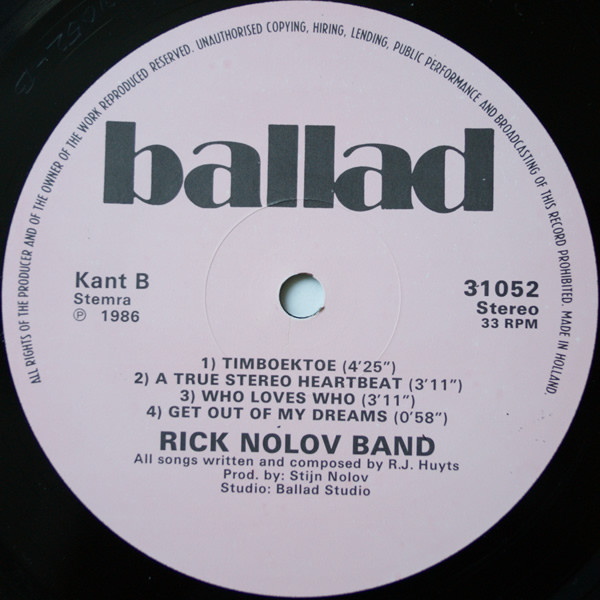 ALL RIGHTS OF THE PRODUCER AND OF THE OWNER OF THE WORK REPRODUCED RESERVED. UNAUTHORISED COPYING, HIRING, LENDING, PUBLIC PERFORMANCE AND BROADCASTING OF THIS RECORD PROHIBITED. MADE IN HOLLAND.
ballad
Kant B
Stemra
℗ 1986
31052
Stereo
33 RPM
1) TIMBOEKTOE (4'25")
2) A TRUE STEREO HEARTBEAT (3'11")
3) WHO LOVES WHO (3'11")
4) GET OUT OF MY DREAMS (0'58")
RICK NOLOV BAND
All songs written and composed by R.J. Huyts
Prod. by: Stijn Nolov
Studio: Ballad Studio